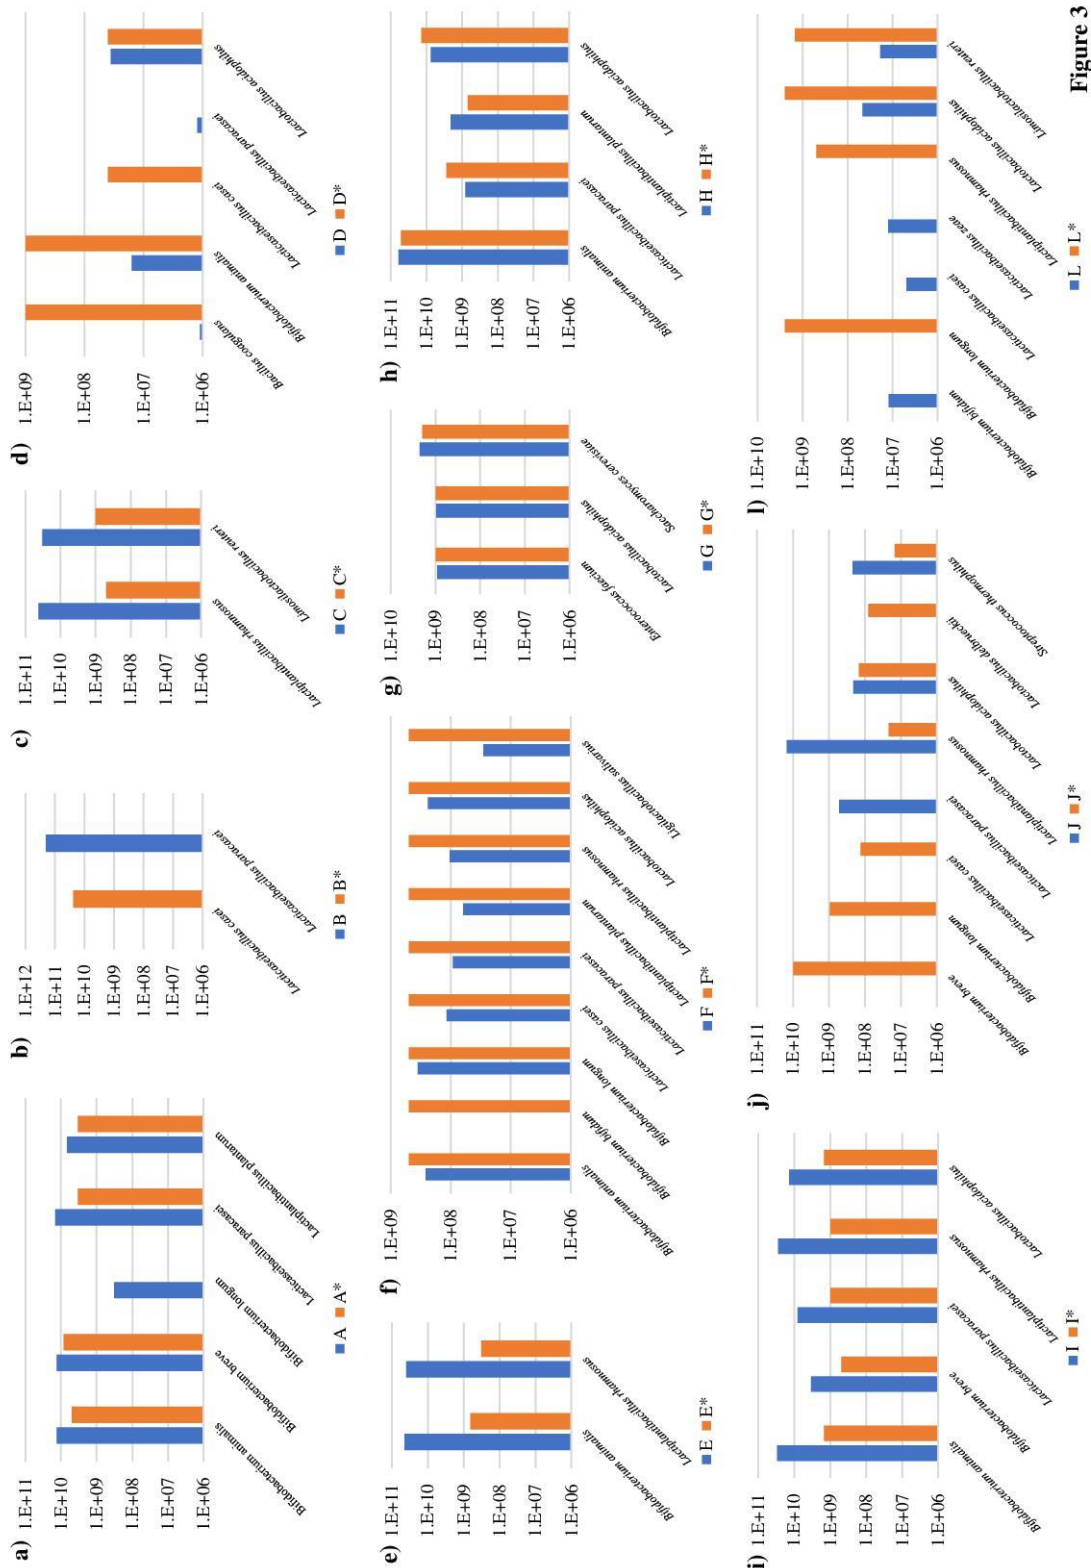 a)
1.E+11
1.E+10
1.E+09
1.E+08
1.E+07
1.E+06
Bifidobacterium animalis
Bifidobacterium breve
Bifidobacterium longum
Lacticaseibacillus paracasei
Lactiplantibacillus plantarum
A A*
b)
1.E+12
1.E+11
1.E+10
1.E+09
1.E+08
1.E+07
1.E+06
Lacticaseibacillus casei
Lacticaseibacillus paracasei
B B*
c)
1.E+11
1.E+10
1.E+09
1.E+08
1.E+07
1.E+06
Lactiplanibacillus rhamnosus
Limosilactobacillus reuteri
C C*
d)
1.E+09
1.E+08
1.E+07
1.E+06
Bacillus coagulans
Bifidobacterium animalis
Lacticaseibacillus casei
Lacticaseibacillus paracasei
Lactobacillus acidophilus
D D*
e)
1.E+11
1.E+10
1.E+09
1.E+08
1.E+07
1.E+06
Bifidobacterium animalis
Lactiplanibacillus rhamnosus
E E*
f)
1.E+09
1.E+08
1.E+07
1.E+06
Bifidobacterium animalis
Bifidobacterium bifidum
Bifidobacterium longum
Lacticaseibacillus casei
Lacticaseibacillus paracasei
Lactiplantibacillus plantarum
Lactiplanibacillus rhamnosus
Lactobacillus acidophilus
Ligilactobacillus salivarius
F F*
g)
1.E+10
1.E+09
1.E+08
1.E+07
1.E+06
Enterococcus faecium
Lactobacillus acidophilus
Saccharomyces cerevisiae
G G*
h)
1.E+11
1.E+10
1.E+09
1.E+08
1.E+07
1.E+06
Bifidobacterium animalis
Lacticaseibacillus paracasei
Lactiplantibacillus plantarum
Lactobacillus acidophilus
H H*
i)
1.E+11
1.E+10
1.E+09
1.E+08
1.E+07
1.E+06
Bifidobacterium animalis
Bifidobacterium breve
Lacticaseibacillus paracasei
Lactiplanibacillus rhamnosus
Lactobacillus acidophilus
I I*
j)
1.E+11
1.E+10
1.E+09
1.E+08
1.E+07
1.E+06
Bifidobacterium breve
Bifidobacterium longum
Lacticaseibacillus casei
Lacticaseibacillus paracasei
Lactiplanibacillus rhamnosus
Lactobacillus acidophilus
Lactobacillus delbrueckii
Streptococcus thermophilus
J J*
l)
1.E+10
1.E+09
1.E+08
1.E+07
1.E+06
Bifidobacterium bifidum
Bifidobacterium longum
Lacticaseibacillus casei
Lacticaseibacillus zeae
Lactiplanibacillus rhamnosus
Lactobacillus acidophilus
Limosilactobacillus reuteri
L L*
Figure 3